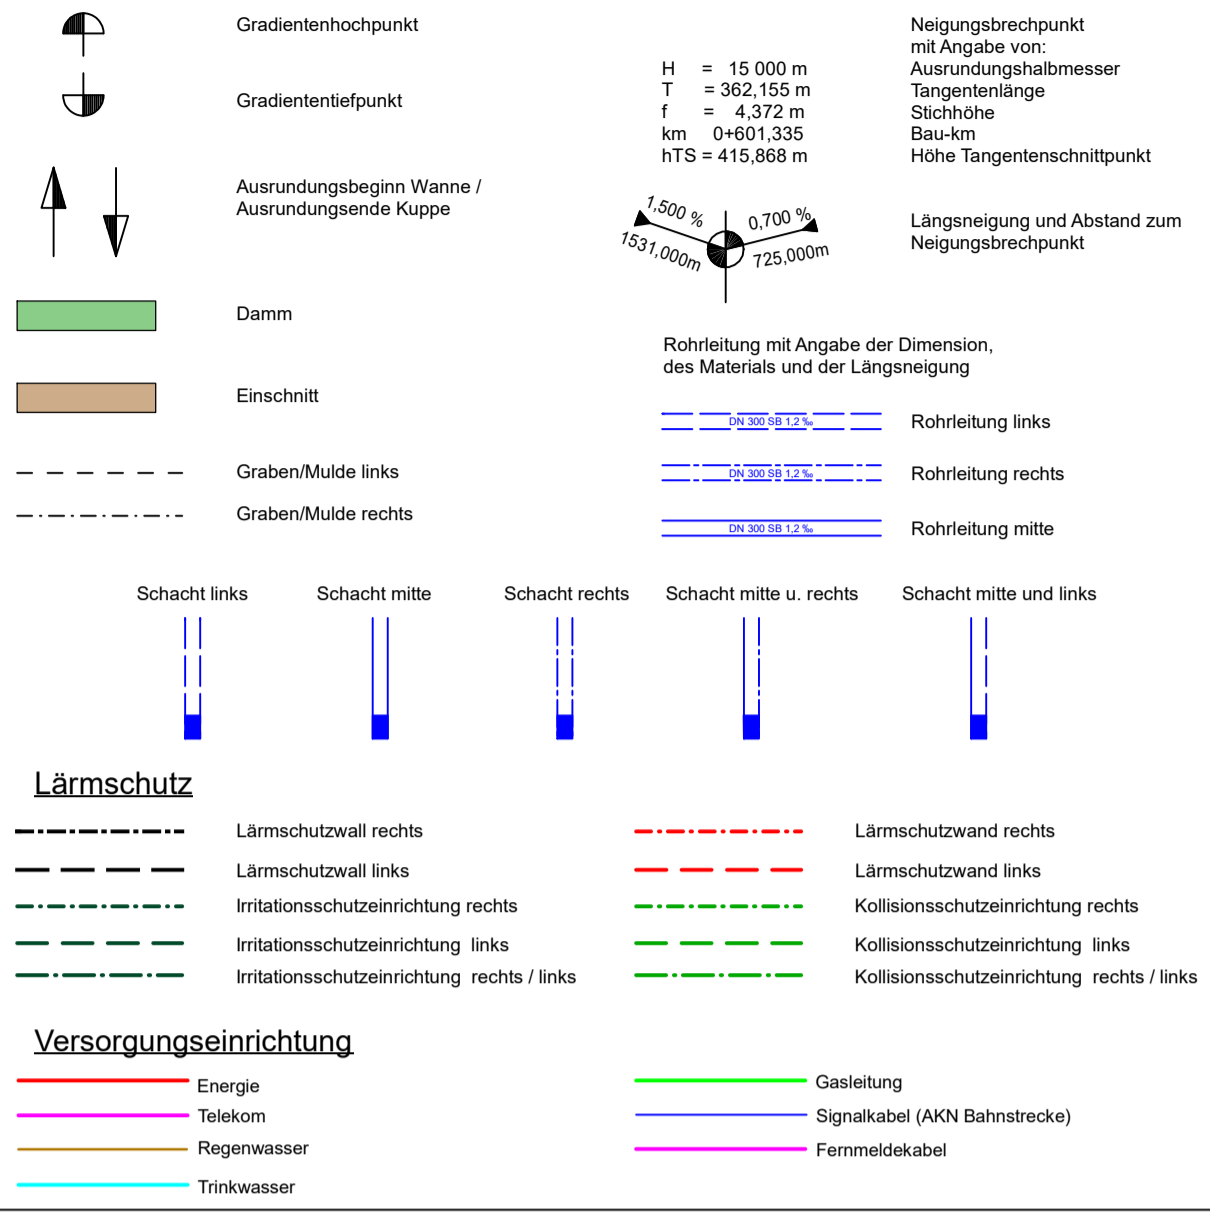 Gradientenhochpunkt
Gradiententiefpunkt
Ausrundungsbeginn Wanne /
Ausrundungsende Kuppe
Damm
Einschnitt
Graben/Mulde links
Graben/Mulde rechts
H = 15 000 m
T = 362,155 m
f = 4,372 m
km 0+601,335
hTS = 415,868 m
Neigungsbrechpunkt
mit Angabe von:
Ausrundungshalbmesser
Tangentenlänge
Stichhöhe
Bau-km
Höhe Tangentenschnittpunkt
1,500 %
1531,000m
0,700 %
725,000m
Längsneigung und Abstand zum
Neigungsbrechpunkt
Rohrleitung mit Angabe der Dimension,
des Materials und der Längsneigung
DN 300 SB 1,2 ‰
Rohrleitung links
DN 300 SB 1,2 ‰
Rohrleitung rechts
DN 300 SB 1,2 ‰
Rohrleitung mitte
Schacht links
Schacht mitte
Schacht rechts
Schacht mitte u. rechts
Schacht mitte und links
Lärmschutz
Lärmschutzwall rechts
Lärmschutzwall links
Irritationsschutzeinrichtung rechts
Irritationsschutzeinrichtung links
Irritationsschutzeinrichtung rechts / links
Lärmschutzwand rechts
Lärmschutzwand links
Kollisionsschutzeinrichtung rechts
Kollisionsschutzeinrichtung links
Kollisionsschutzeinrichtung rechts / links
Versorgungseinrichtung
Energie
Telekom
Regenwasser
Trinkwasser
Gasleitung
Signalkabel (AKN Bahnstrecke)
Fernmeldekabel